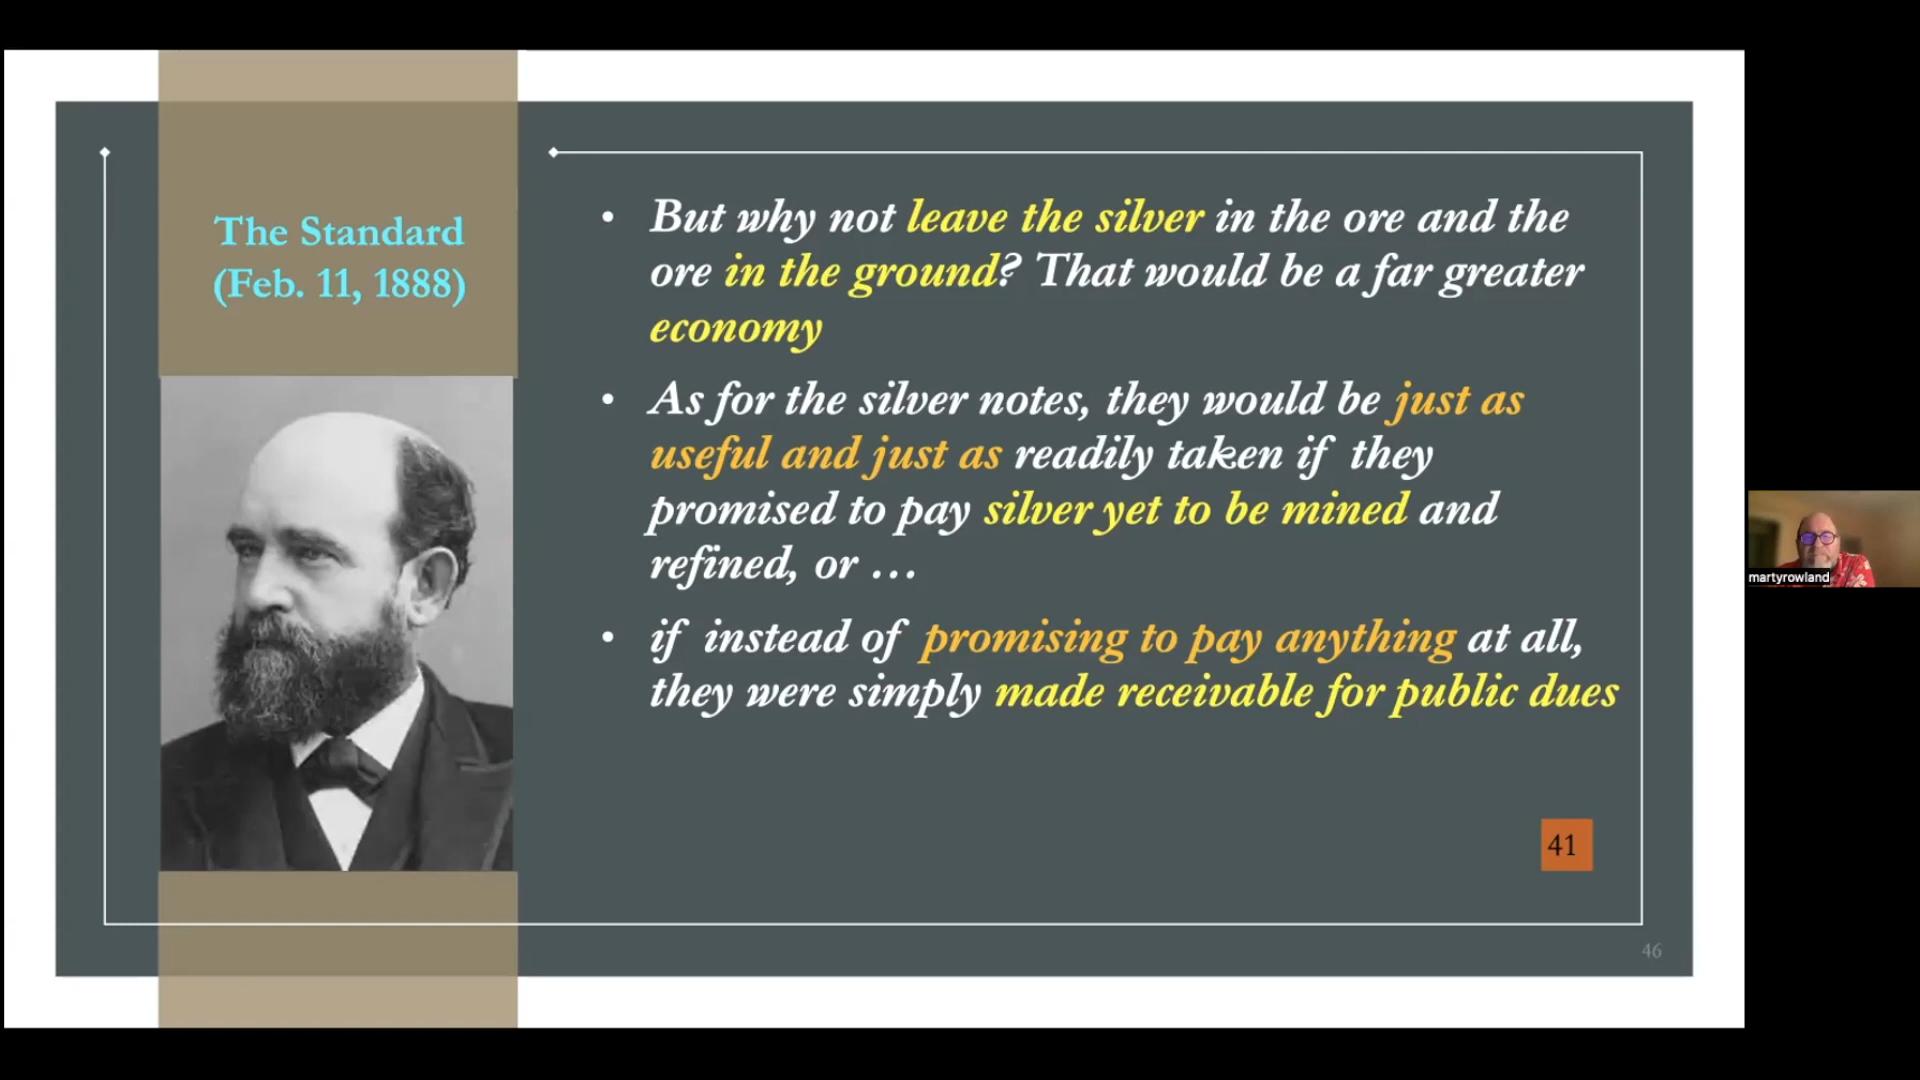 The Standard
(Feb. 11, 1888)
• But why not leave the silver in the ore and the
ore in the ground? That would be a far greater
economy
• As for the silver notes, they would be just as
useful and just as readily taken if they
promised to pay silver yet to be mined and
refined, or …
• if instead of promising to pay anything at all,
they were simply made receivable for public dues
41
46
martyrowland